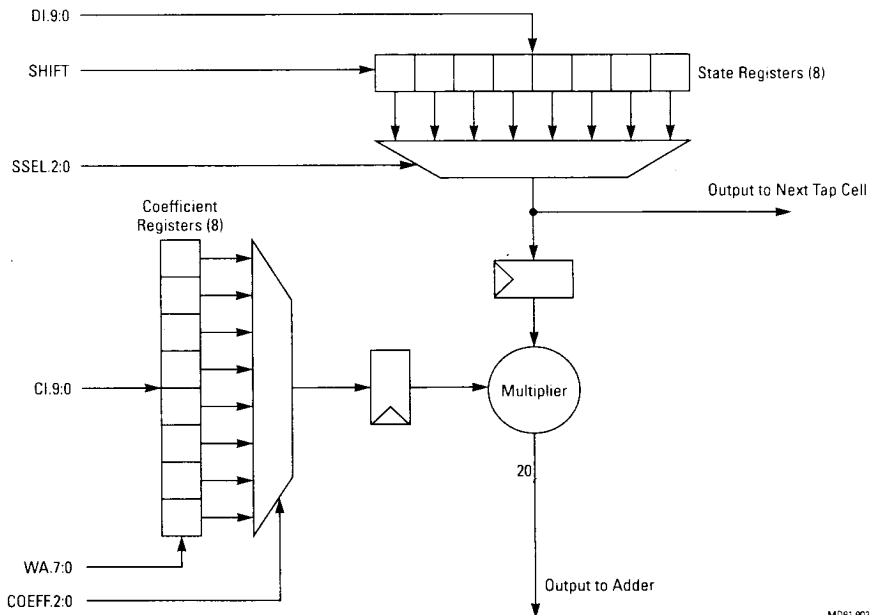 DI.9:0
SHIFT
State Registers (8)
SSEL.2:0
Output to Next Tap Cell
Coefficient
Registers (8)
CI.9:0
Multiplier
20
WA.7:0
COEFF.2:0
Output to Adder